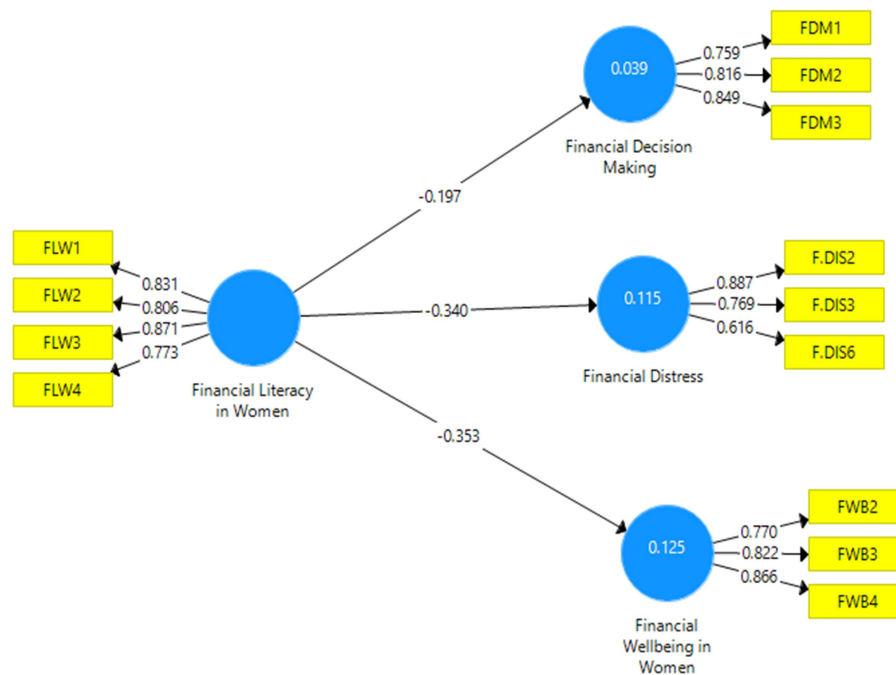 FLW1
FLW2
FLW3
FLW4
0.831
0.806
0.871
0.773
Financial Literacy
in Women
-0.197
-0.340
-0.353
0.039
Financial Decision
Making
0.759
0.816
0.849
FDM1
FDM2
FDM3
0.115
Financial Distress
0.887
0.769
0.616
F.DIS2
F.DIS3
F.DIS6
0.125
Financial
Wellbeing in
Women
0.770
0.822
0.866
FWB2
FWB3
FWB4